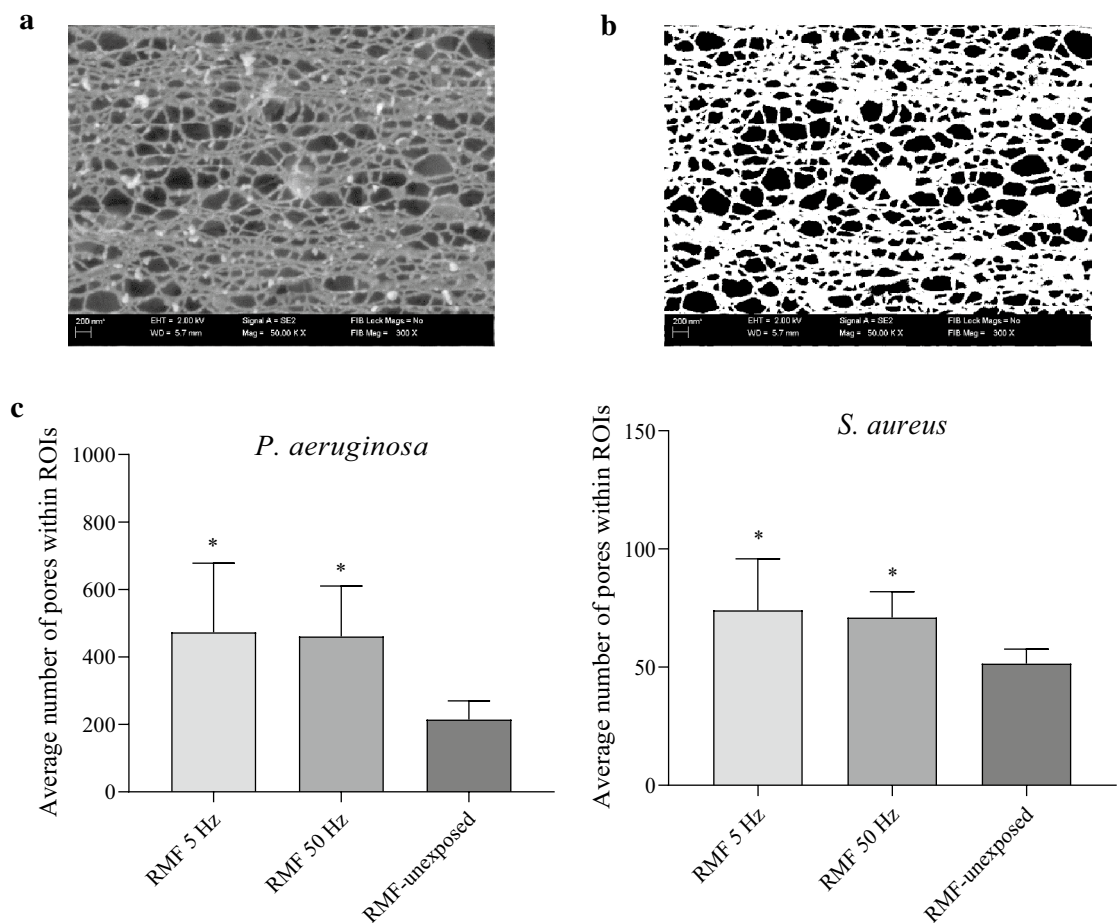 a
b
200 nm*
EHT = 2.00 kV
Signal A = SE2
FIB Lock Mags = No
WD = 5.7 mm
Mag = 50.00 K X
FIB Mag = 300 X
200 nm*
EHT = 2.00 kV
Signal A = SE2
FIB Lock Mags = No
WD = 5.7 mm
Mag = 50.00 K X
FIB Mag = 300 X
c
P. aeruginosa
Average number of pores within ROIs
1000
800
600
400
200
0
*
*
RMF 5 Hz
RMF 50 Hz
RMF-unexposed
S. aureus
Average number of pores within ROIs
150
100
50
0
*
*
RMF 5 Hz
RMF 50 Hz
RMF-unexposed